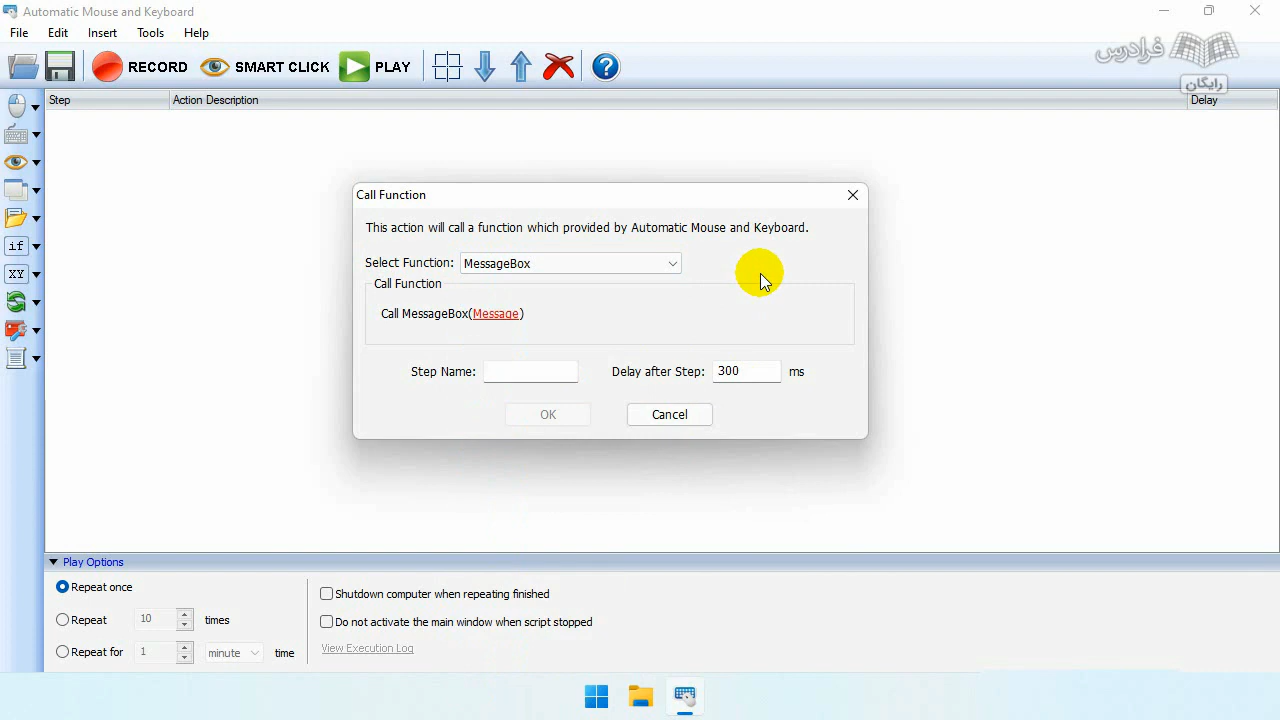 Automatic Mouse and Keyboard
File Edit Insert Tools Help
فرادرس
رایگان
RECORD SMART CLICK PLAY
Step Action Description Delay
if
XY
Call Function
This action will call a function which provided by Automatic Mouse and Keyboard.
Select Function: MessageBox
Call Function
Call MessageBox(Message)
Step Name: Delay after Step: 300 ms
OK Cancel
Play Options
Repeat once
Repeat 10 times
Repeat for 1 minute time
Shutdown computer when repeating finished
Do not activate the main window when script stopped
View Execution Log